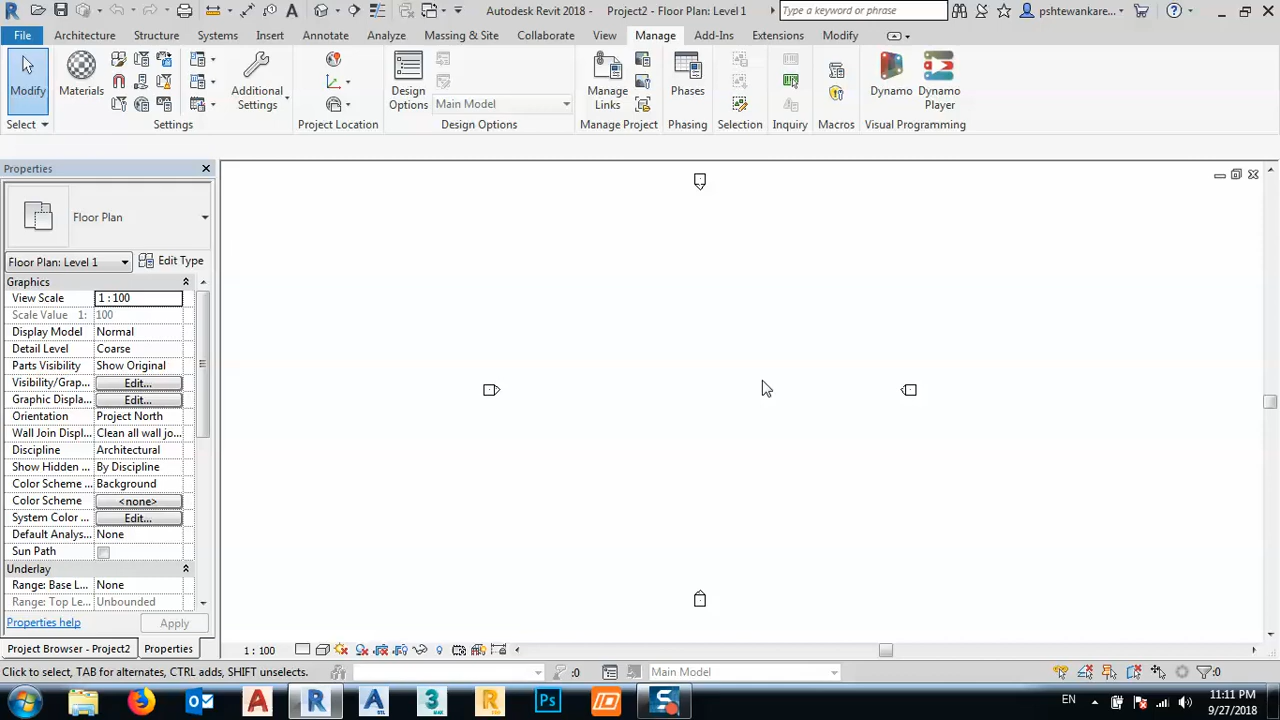 Autodesk Revit 2018 - Project2 - Floor Plan: Level 1
Type a keyword or phrase
pshtewankare...
File Architecture Structure Systems Insert Annotate Analyze Massing & Site Collaborate View Manage Add-Ins Extensions Modify
Modify
Materials
Additional Settings
Design Options
Main Model
Manage Links
Phases
Dynamo
Dynamo Player
Select Settings Project Location Design Options Manage Project Phasing Selection Inquiry Macros Visual Programming
Properties
Floor Plan
Floor Plan: Level 1 Edit Type
Graphics
View Scale 1 : 100
Scale Value 1: 100
Display Model Normal
Detail Level Coarse
Parts Visibility Show Original
Visibility/Grap... Edit...
Graphic Displa... Edit...
Orientation Project North
Wall Join Displ... Clean all wall jo...
Discipline Architectural
Show Hidden ... By Discipline
Color Scheme ... Background
Color Scheme <none>
System Color ... Edit...
Default Analys... None
Sun Path
Underlay
Range: Base L... None
Range: Top Le... Unbounded
Properties help Apply
Project Browser - Project2 Properties
1 : 100
Click to select, TAB for alternates, CTRL adds, SHIFT unselects.
:0
Main Model
:0
EN
11:11 PM
9/27/2018